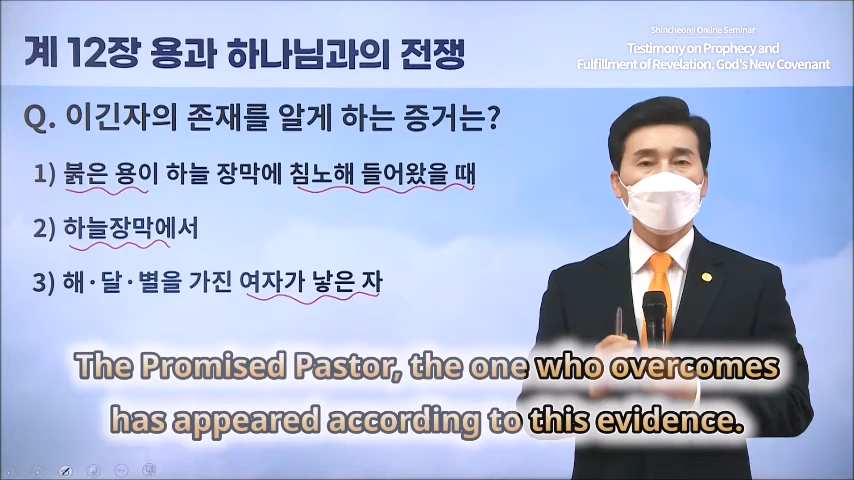 Shincheonji Online Seminar
Testimony on Prophecy and
Fulfillment of Revelation, God's New Covenant
계 12장 용과 하나님과의 전쟁
Q. 이긴자의 존재를 알게 하는 증거는?
1) 붉은 용이 하늘 장막에 침노해 들어왔을 때
2) 하늘장막에서
3) 해·달·별을 가진 여자가 낳은 자
The Promised Pastor, the one who overcomes
has appeared according to this evidence.